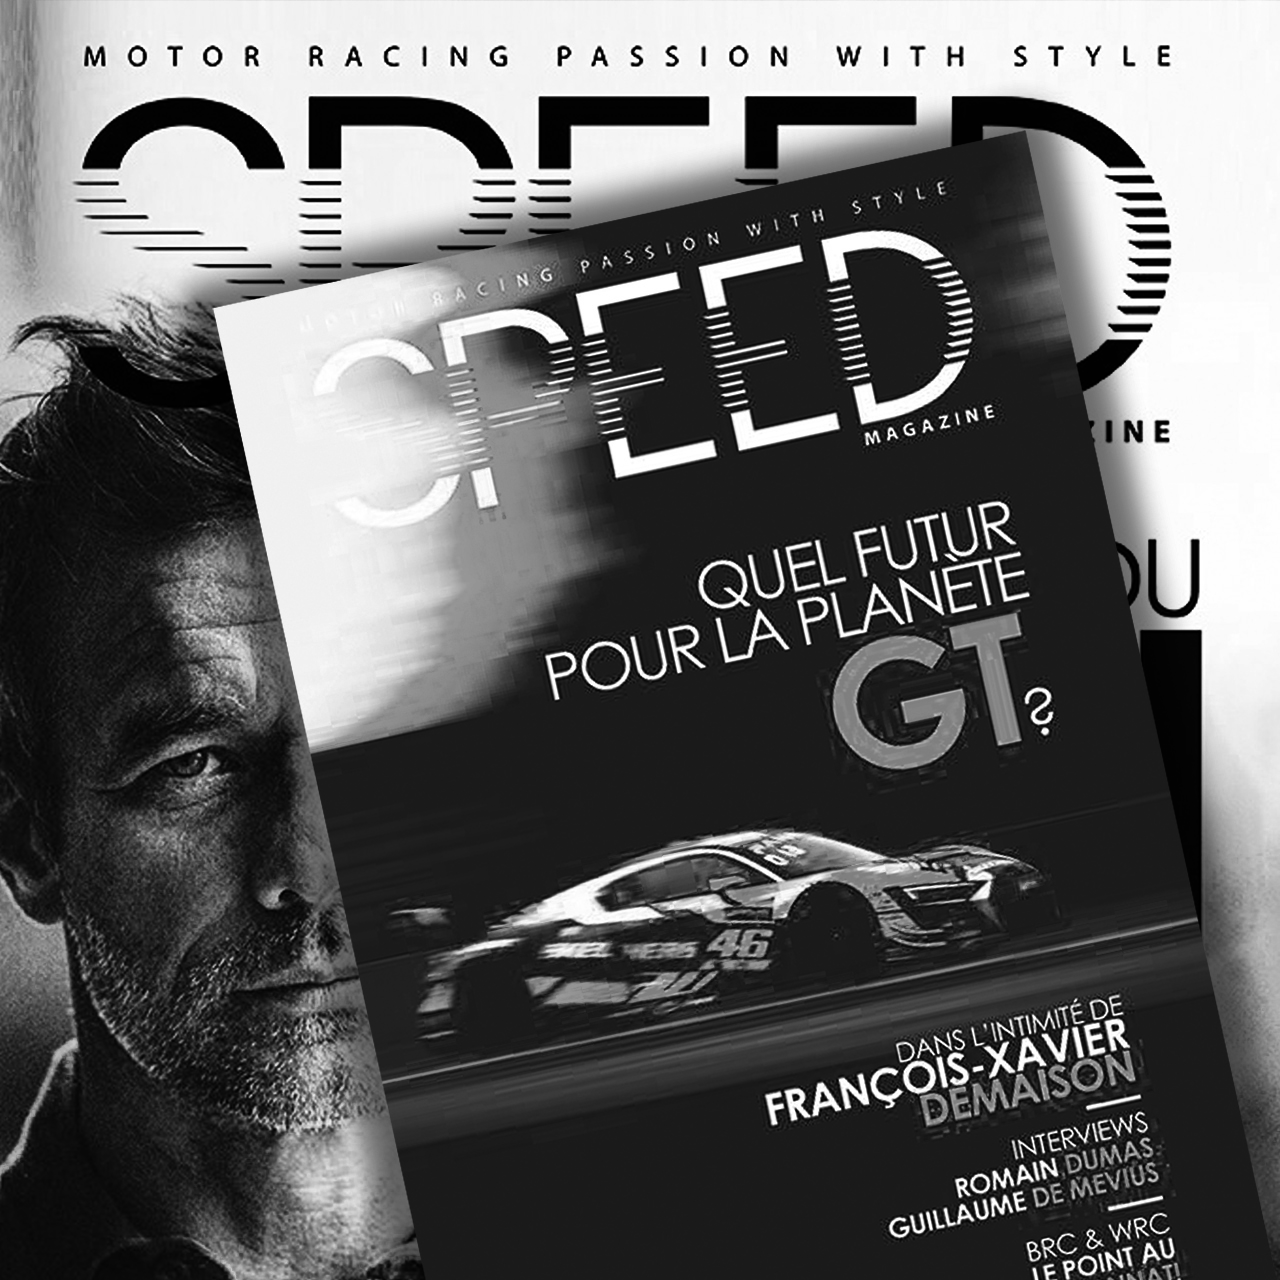 MOTOR RACING PASSION WITH STYLE
SPEED
ZINE
OU
MOTOR RACING PASSION WITH STYLE
SPEED
MAGAZINE
QUEL FUTUR
POUR LA PLANÈTE
GT?
46
DANS L'INTIMITÉ DE
FRANÇOIS-XAVIER
DEMAISON
INTERVIEWS
ROMAIN DUMAS
GUILLAUME DE MEVIUS
BRC & WRC
LE POINT AU